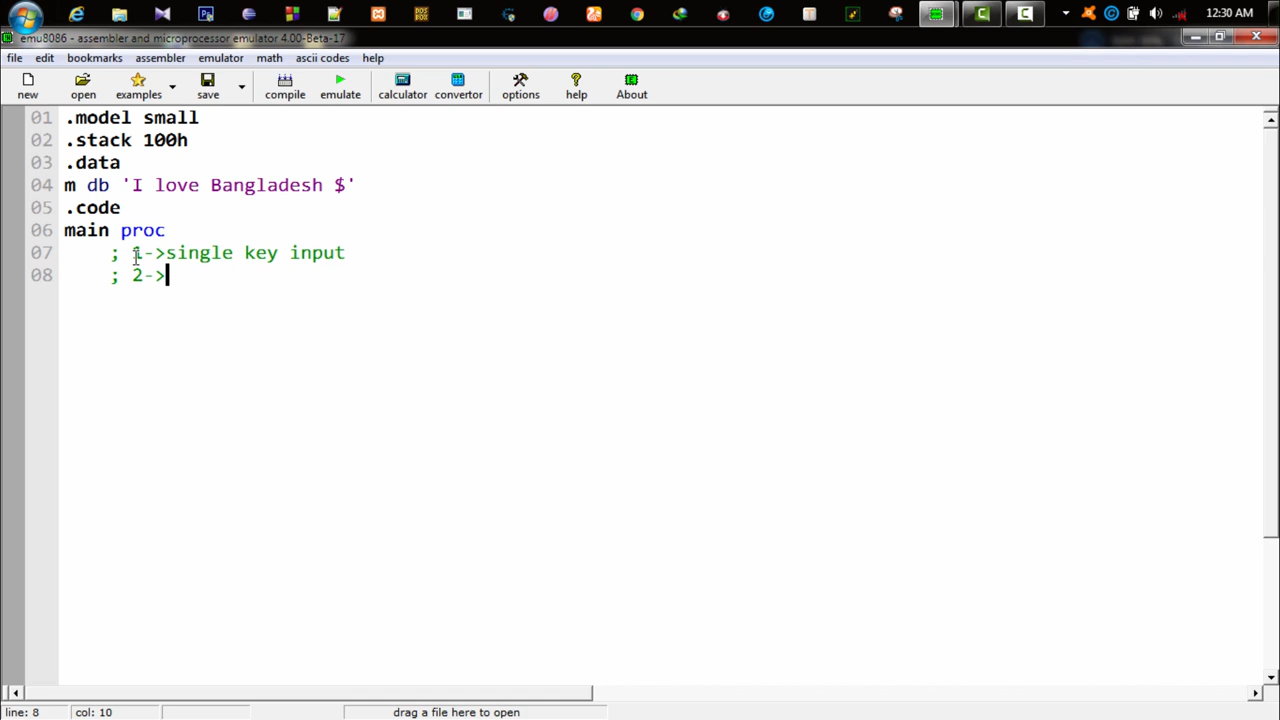 12:30 AM
emu8086 - assembler and microprocessor emulator 4.00-Beta-17
file edit bookmarks assembler emulator math ascii codes help
new open examples save compile emulate calculator convertor options help About
01 .model small
02 .stack 100h
03 .data
04 m db 'I love Bangladesh $'
05 .code
06 main proc
07 ; 1->single key input
08 ; 2->
line: 8 col: 10 drag a file here to open